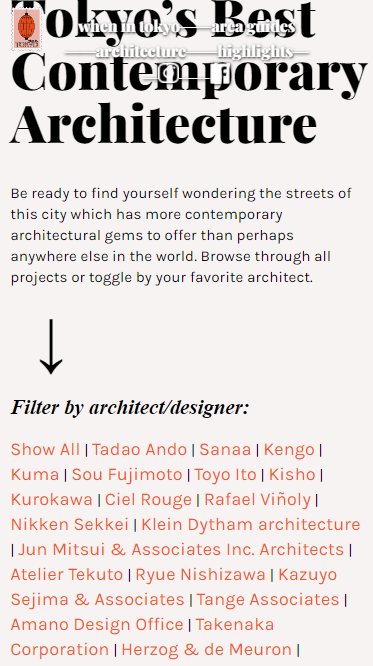 Tokyo's Best
when in tokyo
area guides
architecture
highlights
Contemporary
Architecture
Be ready to find yourself wondering the streets of
this city which has more contemporary
architectural gems to offer than perhaps
anywhere else in the world. Browse through all
projects or toggle by your favorite architect.
Filter by architect/designer:
Show All | Tadao Ando | Sanaa | Kengo |
Kuma | Sou Fujimoto | Toyo Ito | Kisho |
Kurokawa | Ciel Rouge | Rafael Viñoly |
Nikken Sekkei | Klein Dytham architecture
| Jun Mitsui & Associates Inc. Architects |
Atelier Tekuto | Ryue Nishizawa | Kazuyo
Sejima & Associates | Tange Associates |
Amano Design Office | Takenaka
Corporation | Herzog & de Meuron |